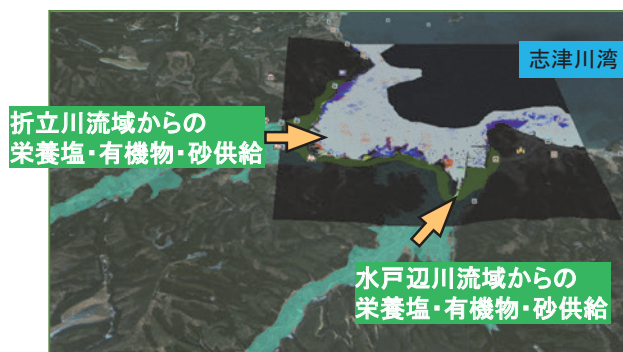 志津川湾
折立川流域からの
栄養塩・有機物・砂供給
水戸辺川流域からの
栄養塩・有機物・砂供給